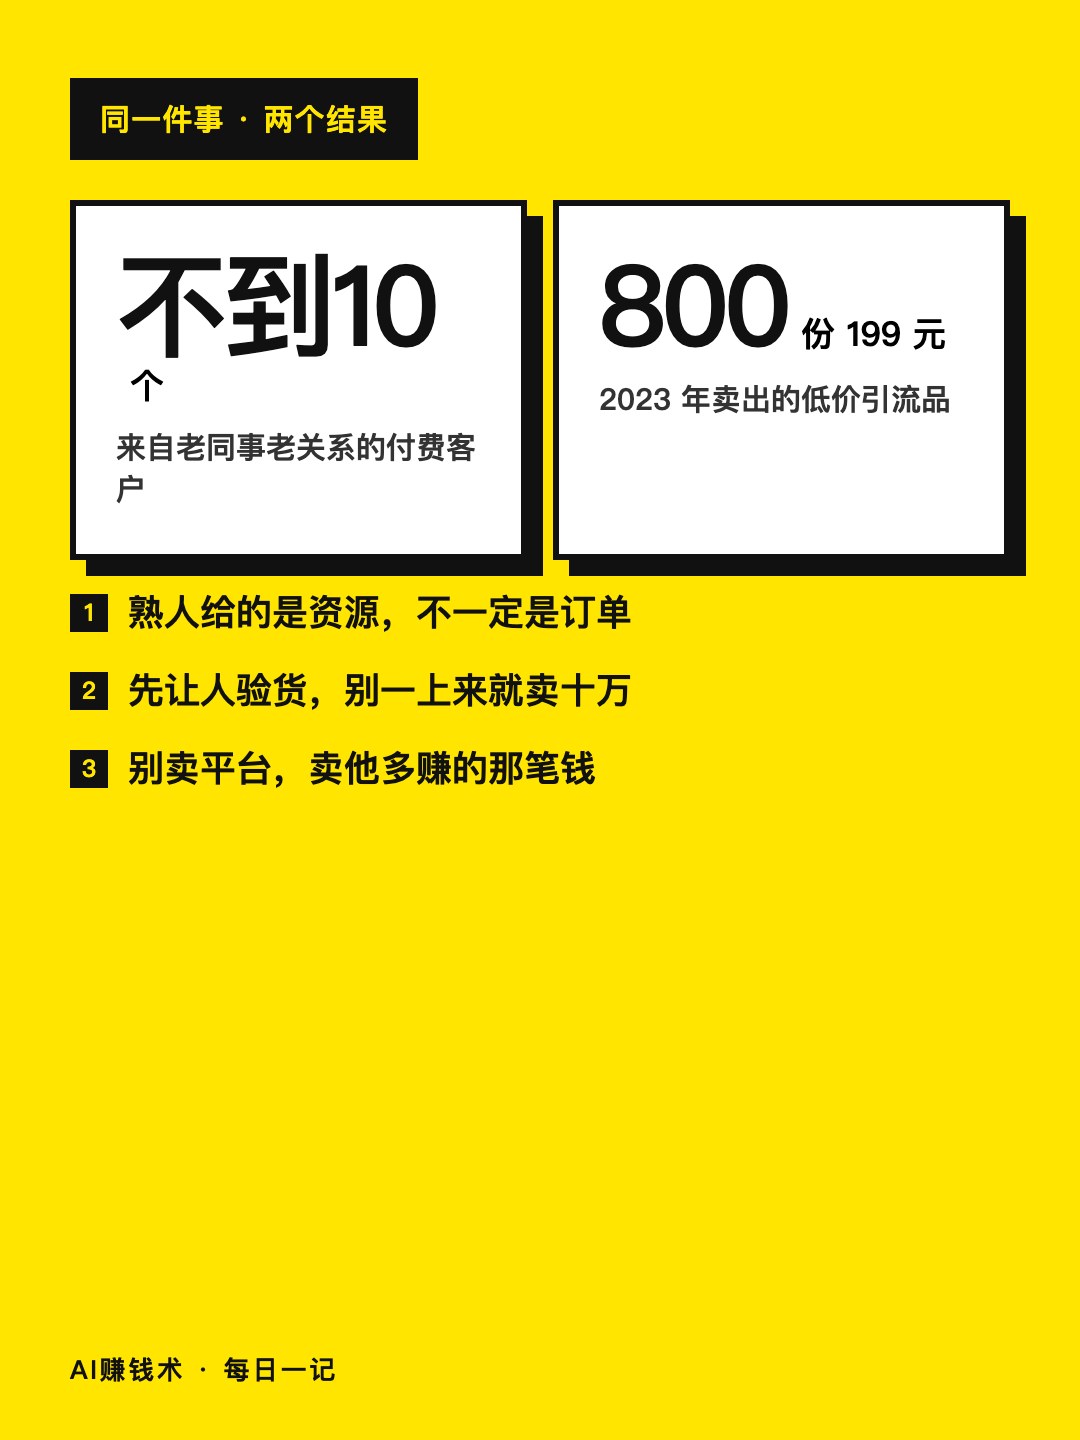 同一件事 · 两个结果
不到10
个
来自老同事老关系的付费客
户
800 份 199 元
2023 年卖出的低价引流品
1 熟人给的是资源，不一定是订单
2 先让人验货，别一上来就卖十万
3 别卖平台，卖他多赚的那笔钱
AI赚钱术 · 每日一记